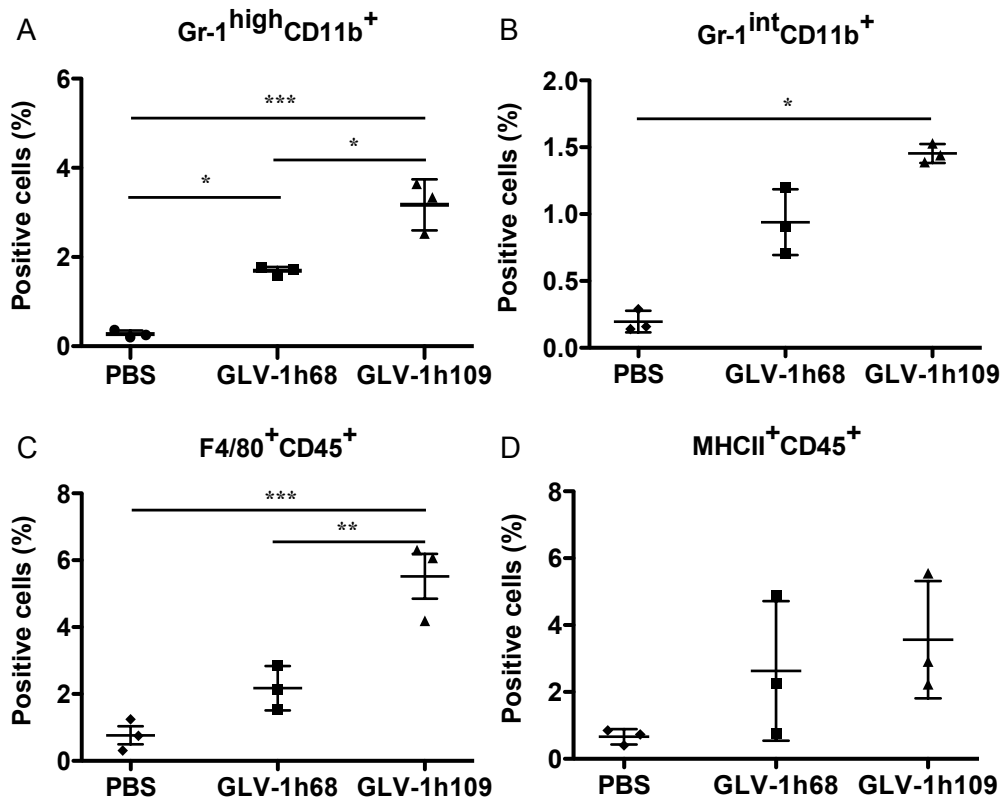 A
Gr-1highCD11b+
Positive cells (%)
6
4
2
0
***
*
*
PBS
GLV-1h68
GLV-1h109
B
Gr-1intCD11b+
Positive cells (%)
2.0
1.5
1.0
0.5
0.0
*
PBS
GLV-1h68
GLV-1h109
C
F4/80+CD45+
Positive cells (%)
8
6
4
2
0
***
**
PBS
GLV-1h68
GLV-1h109
D
MHCII+CD45+
Positive cells (%)
8
6
4
2
0
PBS
GLV-1h68
GLV-1h109